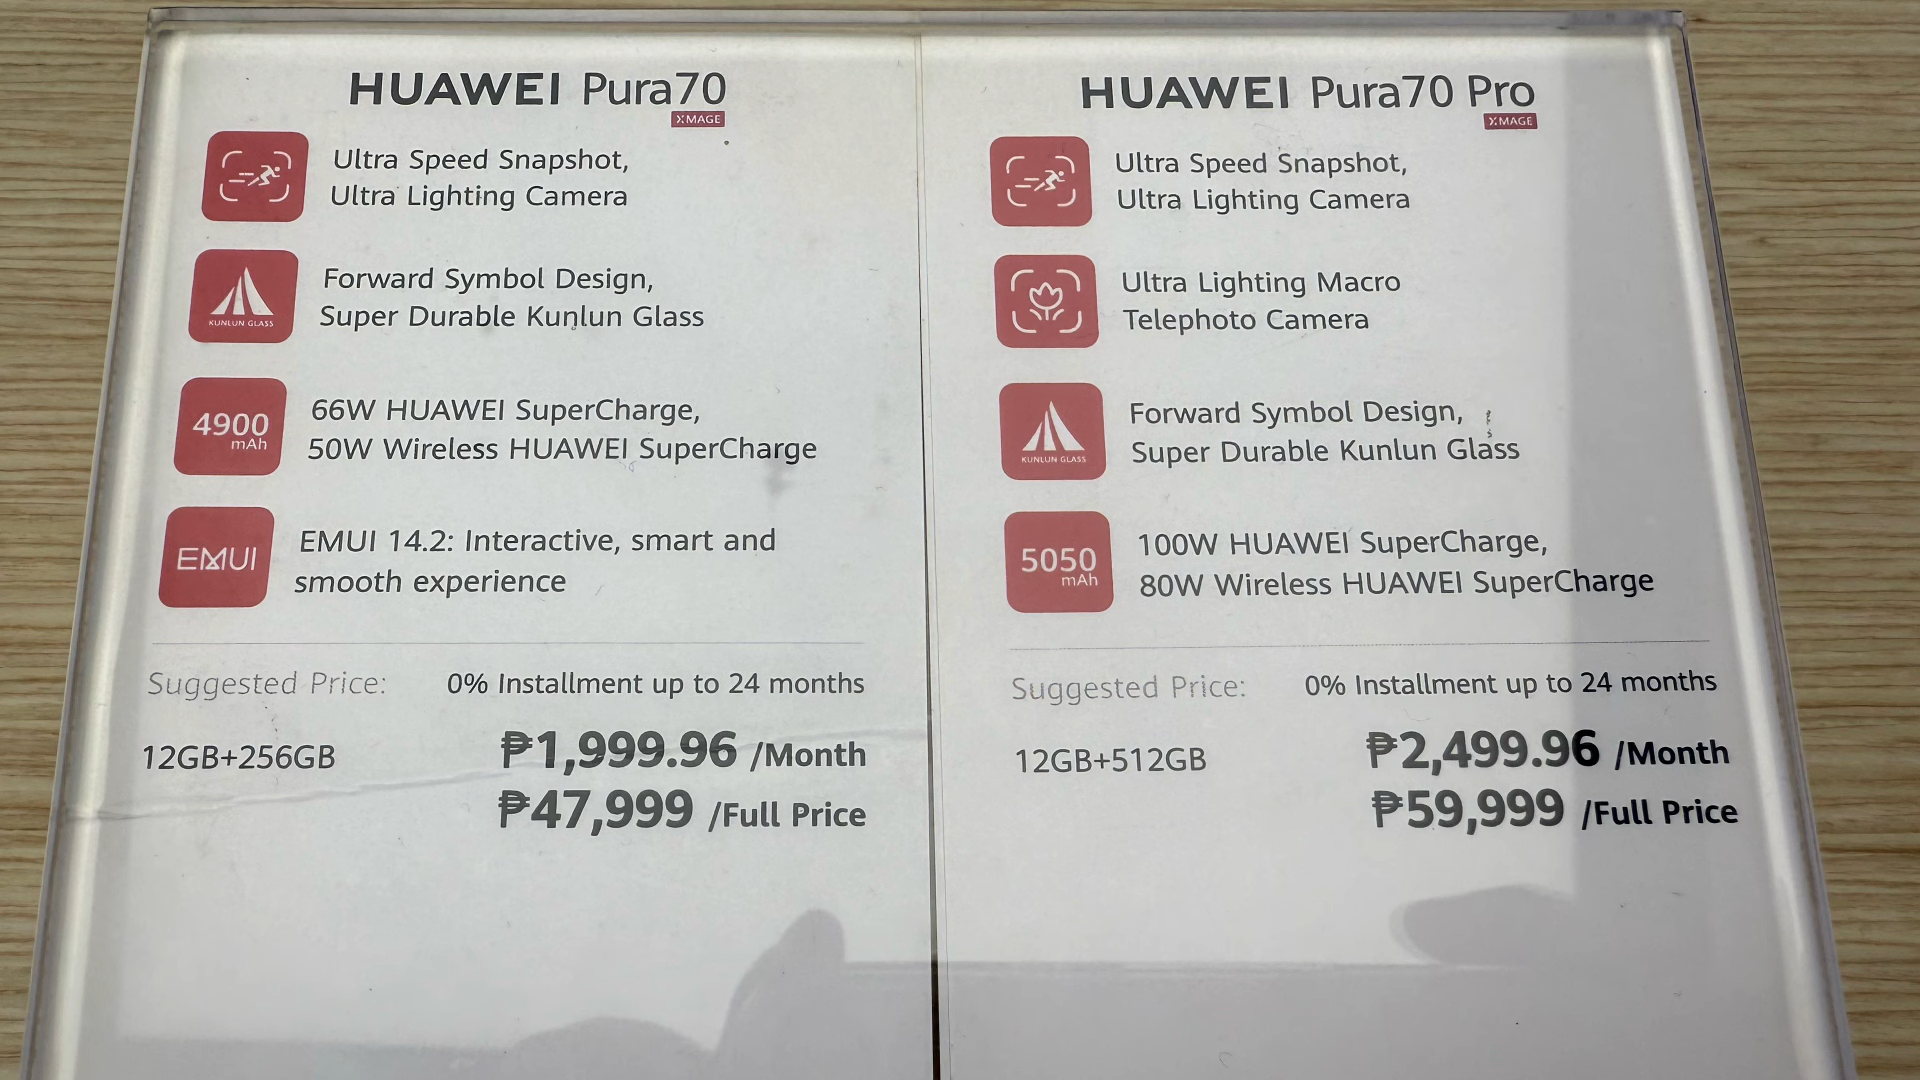 HUAWEI Pura70
XMAGE
Ultra Speed Snapshot,
Ultra Lighting Camera
KUNLUN GLASS
Forward Symbol Design,
Super Durable Kunlun Glass
4900
mAh
66W HUAWEI SuperCharge,
50W Wireless HUAWEI SuperCharge
EMUI
EMUI 14.2: Interactive, smart and
smooth experience
Suggested Price:
0% Installment up to 24 months
12GB+256GB
₱1,999.96 /Month
₱47,999 /Full Price
HUAWEI Pura70 Pro
XMAGE
Ultra Speed Snapshot,
Ultra Lighting Camera
Ultra Lighting Macro
Telephoto Camera
KUNLUN GLASS
Forward Symbol Design,
Super Durable Kunlun Glass
5050
mAh
100W HUAWEI SuperCharge,
80W Wireless HUAWEI SuperCharge
Suggested Price:
0% Installment up to 24 months
12GB+512GB
₱2,499.96 /Month
₱59,999 /Full Price